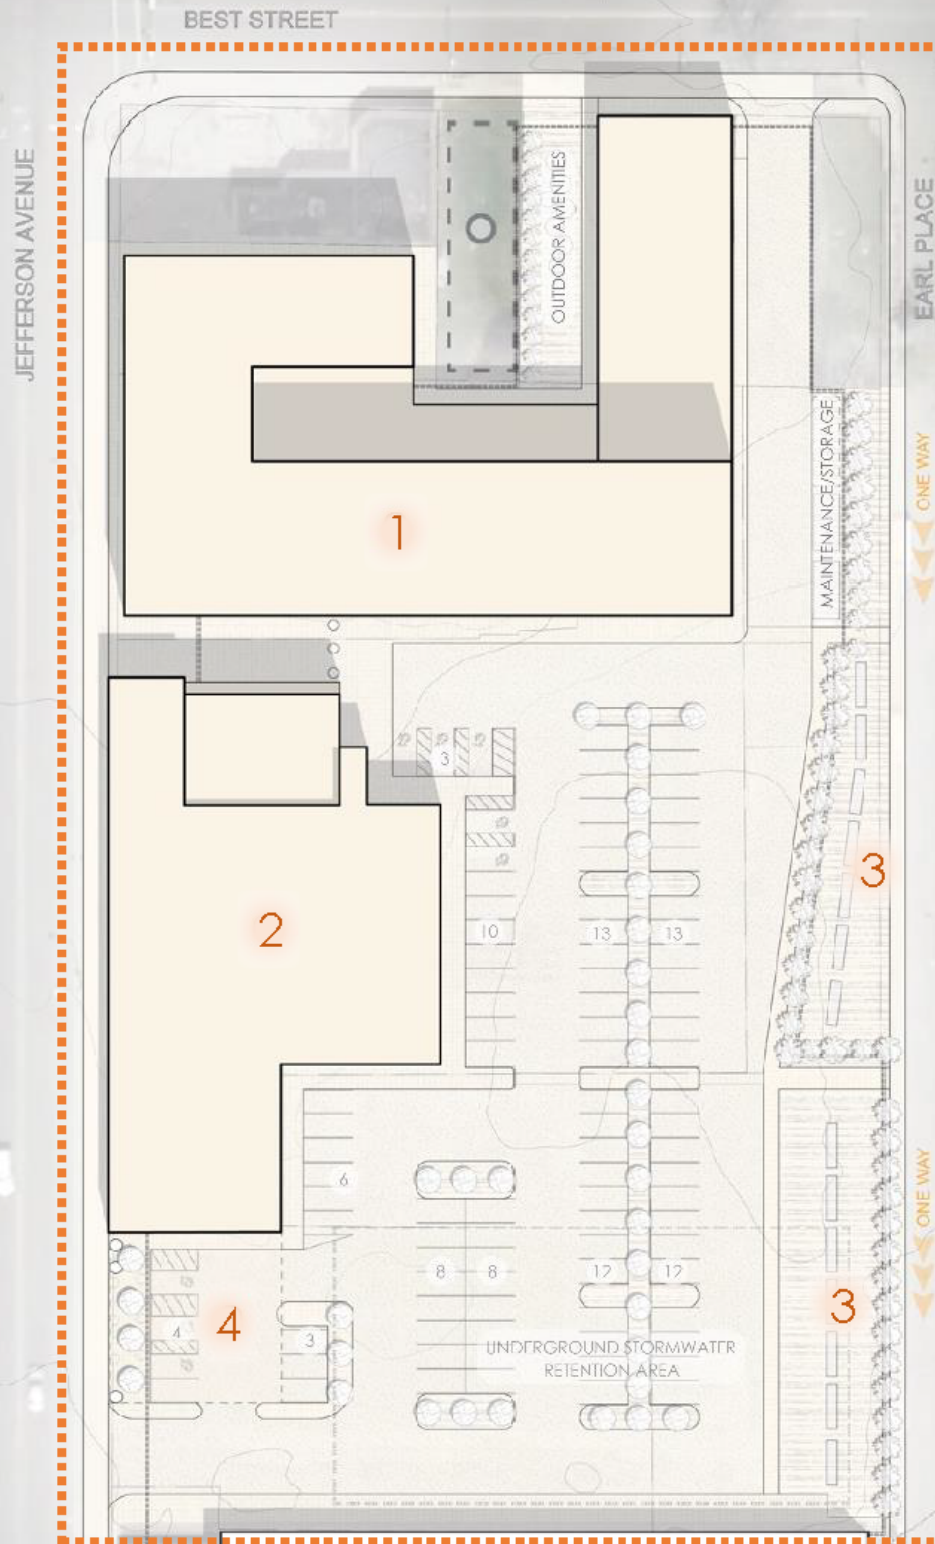 BEST STREET
JEFFERSON AVENUE
OUTDOOR AMENITIES
EARL PLACE
ONE WAY
MAINTENANCE/STORAGE
1
3
3
2
10
13
13
6
ONE WAY
8
8
12
12
4
4
3
3
UNDERGROUND STORMWATER
RETENTION AREA